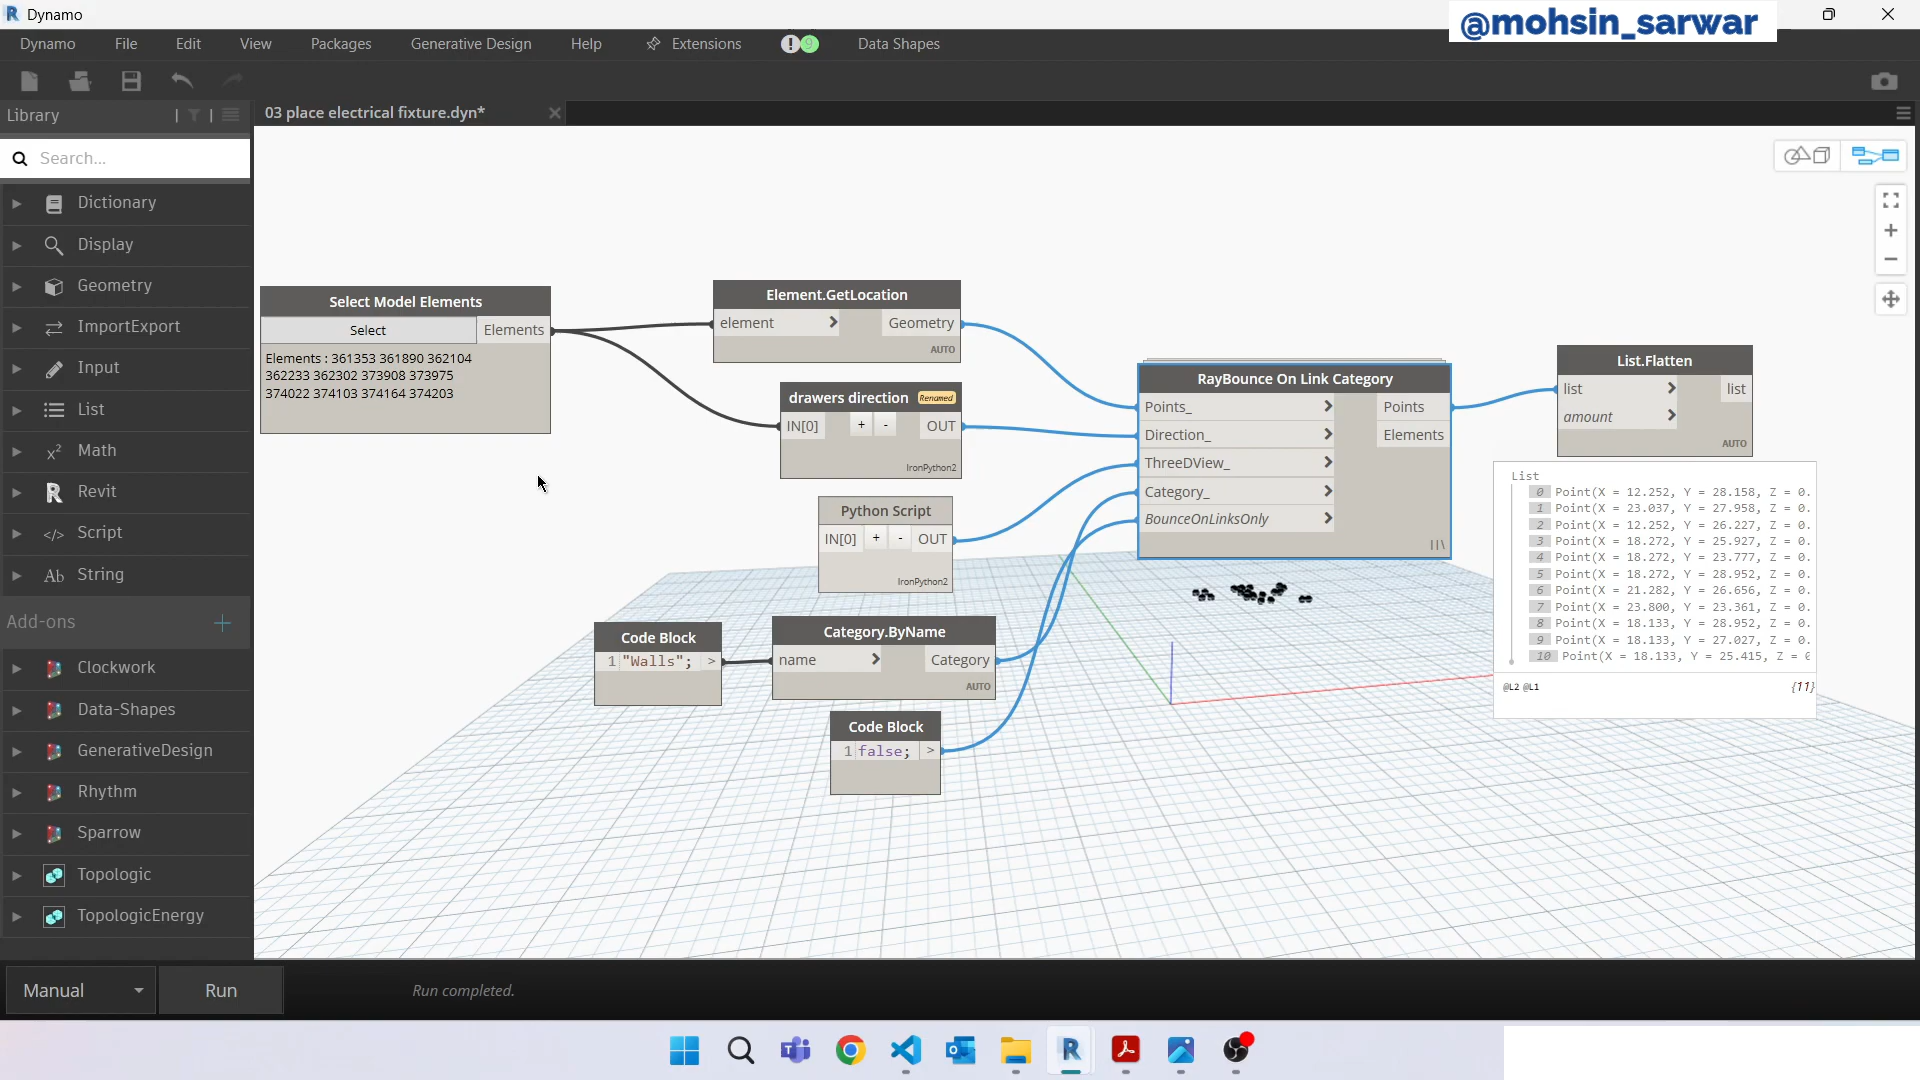 Dynamo
@mohsin_sarwar
Dynamo File Edit View Packages Generative Design Help Extensions ! 9 Data Shapes
Library
03 place electrical fixture.dyn*
Search...
Dictionary
Display
Geometry
ImportExport
Input
List
Math
Revit
Script
String
Add-ons
Clockwork
Data-Shapes
GenerativeDesign
Rhythm
Sparrow
Topologic
TopologicEnergy
Select Model Elements
Select Elements
Elements : 361353 361890 362104
362233 362302 373908 373975
374022 374103 374164 374203
Element.GetLocation
element > Geometry
AUTO
drawers direction Renamed
IN[0] + - OUT
IronPython2
Python Script
IN[0] + - OUT
IronPython2
Code Block
1 "Walls"; >
Category.ByName
name > Category
AUTO
Code Block
1 false; >
RayBounce On Link Category
Points_ > Points
Direction_ > Elements
ThreeDView_ >
Category_ >
BounceOnLinksOnly >
List.Flatten
list > list
amount >
AUTO
List
0 Point(X = 12.252, Y = 28.158, Z = 0.
1 Point(X = 23.037, Y = 27.958, Z = 0.
2 Point(X = 12.252, Y = 26.227, Z = 0.
3 Point(X = 18.272, Y = 25.927, Z = 0.
4 Point(X = 18.272, Y = 23.777, Z = 0.
5 Point(X = 18.272, Y = 28.952, Z = 0.
6 Point(X = 21.282, Y = 26.656, Z = 0.
7 Point(X = 23.800, Y = 23.361, Z = 0.
8 Point(X = 18.133, Y = 28.952, Z = 0.
9 Point(X = 18.133, Y = 27.027, Z = 0.
10 Point(X = 18.133, Y = 25.415, Z = 0
@L2 @L1 {11}
Manual Run Run completed.